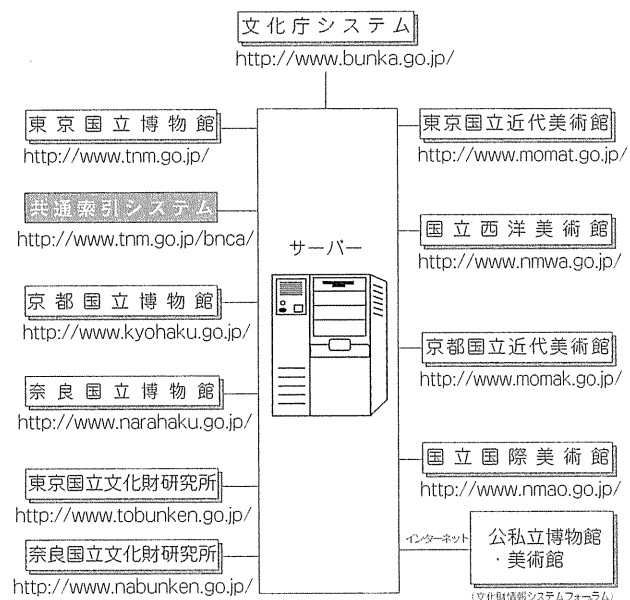 文化庁システム
http://www.bunka.go.jp/
東京国立博物館
http://www.tnm.go.jp/
共通索引システム
http://www.tnm.go.jp/bnca/
京都国立博物館
http://www.kyohaku.go.jp/
奈良国立博物館
http://www.narahaku.go.jp/
東京国立文化財研究所
http://www.tobunken.go.jp/
奈良国立文化財研究所
http://www.nabunken.go.jp/
サーバー
東京国立近代美術館
http://www.momat.go.jp/
国立西洋美術館
http://www.nmwa.go.jp/
京都国立近代美術館
http://www.momak.go.jp/
国立国際美術館
http://www.nmao.go.jp/
インターネット
公私立博物館
・美術館
(文化財情報システムフォーラム)